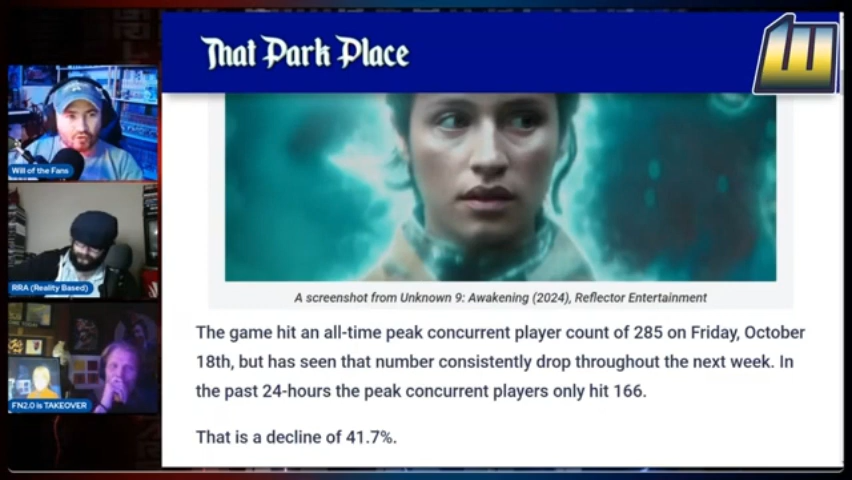 That Park Place
Will of the Fans
RRA (Reality Based)
FN2.0 is TAKEOVER
A screenshot from Unknown 9: Awakening (2024), Reflector Entertainment
The game hit an all-time peak concurrent player count of 285 on Friday, October
18th, but has seen that number consistently drop throughout the next week. In
the past 24-hours the peak concurrent players only hit 166.
That is a decline of 41.7%.